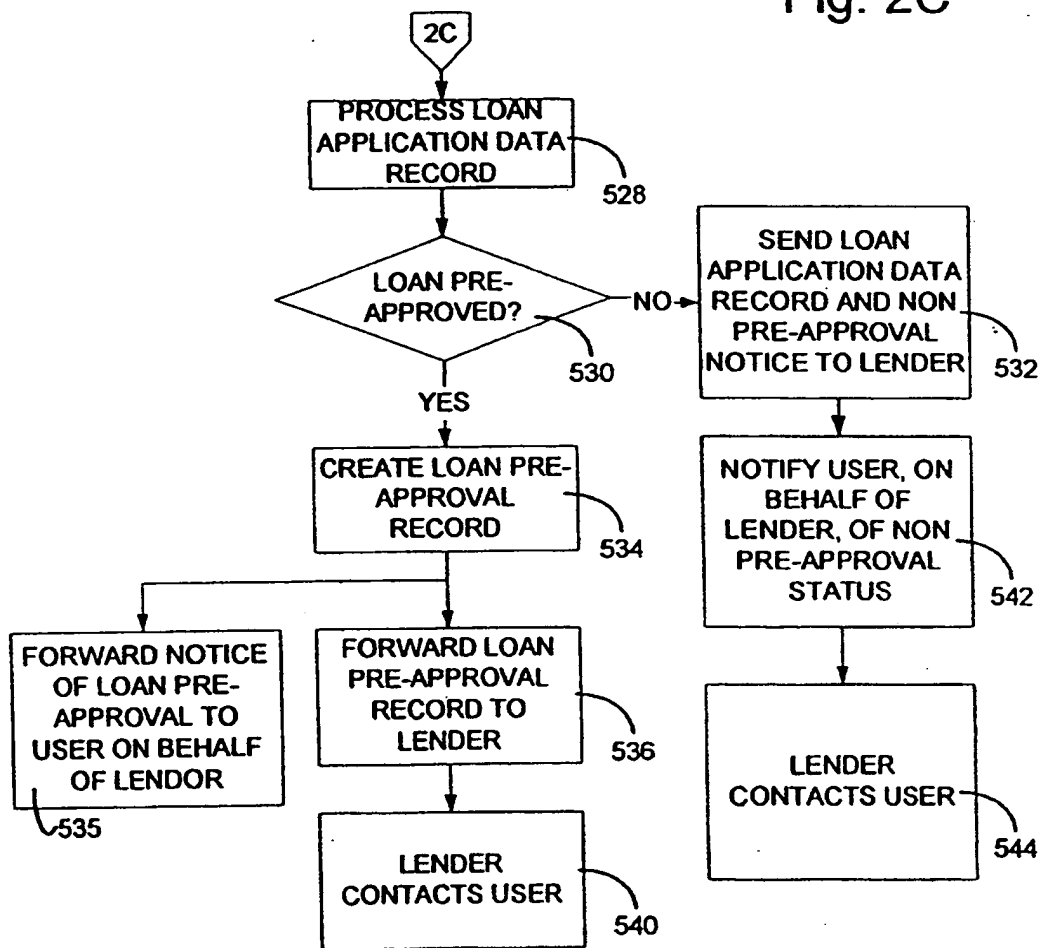 Fig. 2C
2C
PROCESS LOAN
APPLICATION DATA
RECORD
528
LOAN PRE-
APPROVED?
530
NO
SEND LOAN
APPLICATION DATA
RECORD AND NON
PRE-APPROVAL
NOTICE TO LENDER
532
YES
CREATE LOAN PRE-
APPROVAL
RECORD
534
NOTIFY USER, ON
BEHALF OF
LENDER, OF NON
PRE-APPROVAL
STATUS
542
FORWARD NOTICE
OF LOAN PRE-
APPROVAL TO
USER ON BEHALF
OF LENDOR
535
FORWARD LOAN
PRE-APPROVAL
RECORD TO
LENDER
536
LENDER
CONTACTS USER
544
LENDER
CONTACTS USER
540